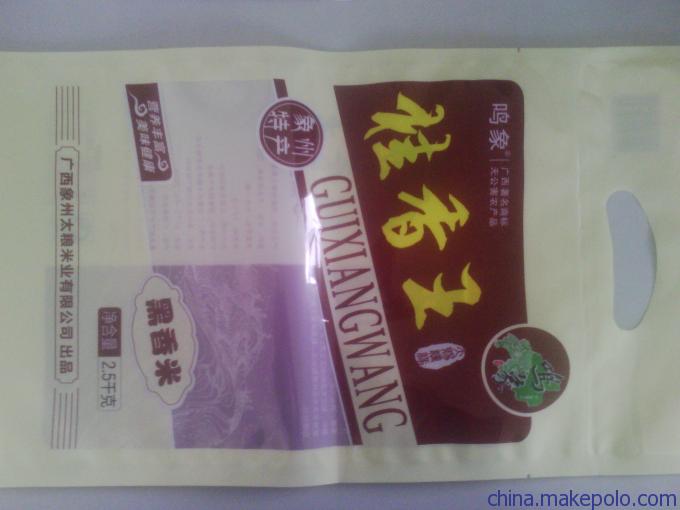 鸣象®
广西著名商标
无公害农产品
桂香王
GUIXIANGWANG
象州
特产
营养丰富
美味健康
黑香米
净含量 2.5千克
广西象州太粮米业有限公司 出品
china.makepolo.com